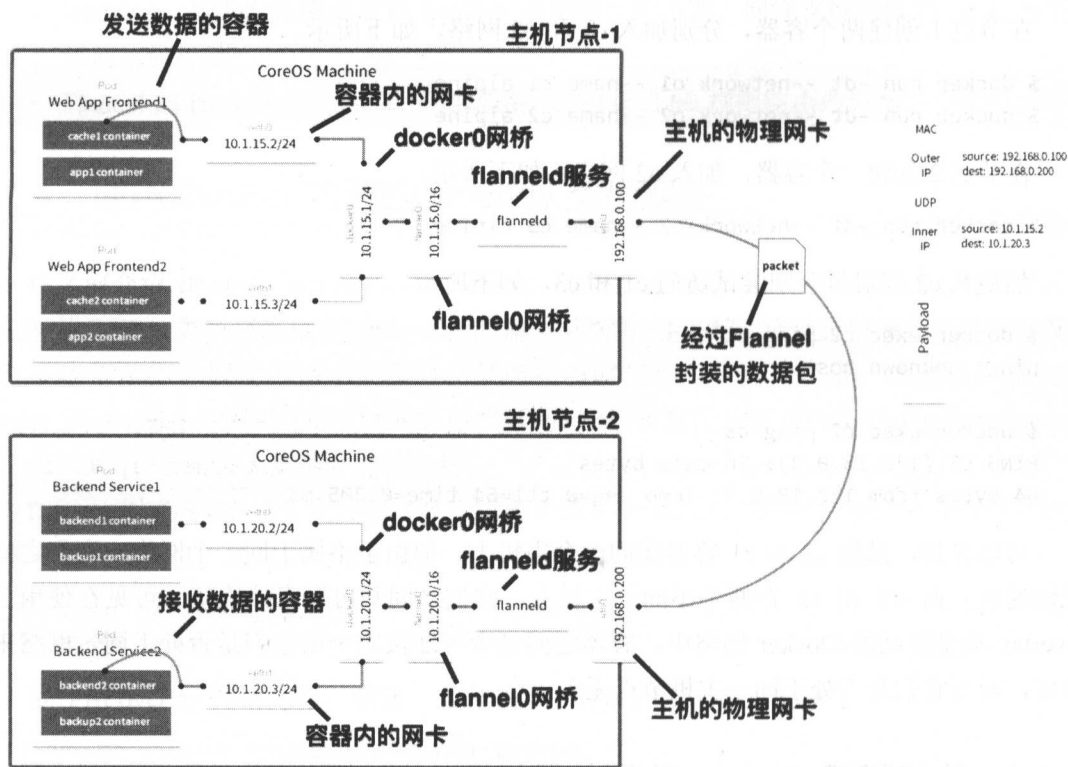 发送数据的容器
主机节点-1
CoreOS Machine
Pod
Web App Frontend1
cache1 container
app1 container
容器内的网卡
10.1.15.2/24
docker0网桥
主机的物理网卡
flanneld服务
10.1.15.1/24
10.1.15.0/16
flanneld
192.168.0.100
Pod
Web App Frontend2
cache2 container
app2 container
10.1.15.3/24
flannel0网桥
MAC
Outer IP
source: 192.168.0.100
dest: 192.168.0.200
UDP
Inner IP
source: 10.1.15.2
dest: 10.1.20.3
Payload
packet
经过Flannel
封装的数据包
主机节点-2
CoreOS Machine
Pod
Backend Service1
backend1 container
backup1 container
10.1.20.2/24
docker0网桥
flanneld服务
接收数据的容器
10.1.20.1/24
10.1.20.0/16
flanneld
192.168.0.200
Pod
Backend Service2
backend2 container
backup2 container
10.1.20.3/24
flannel0网桥
主机的物理网卡
容器内的网卡